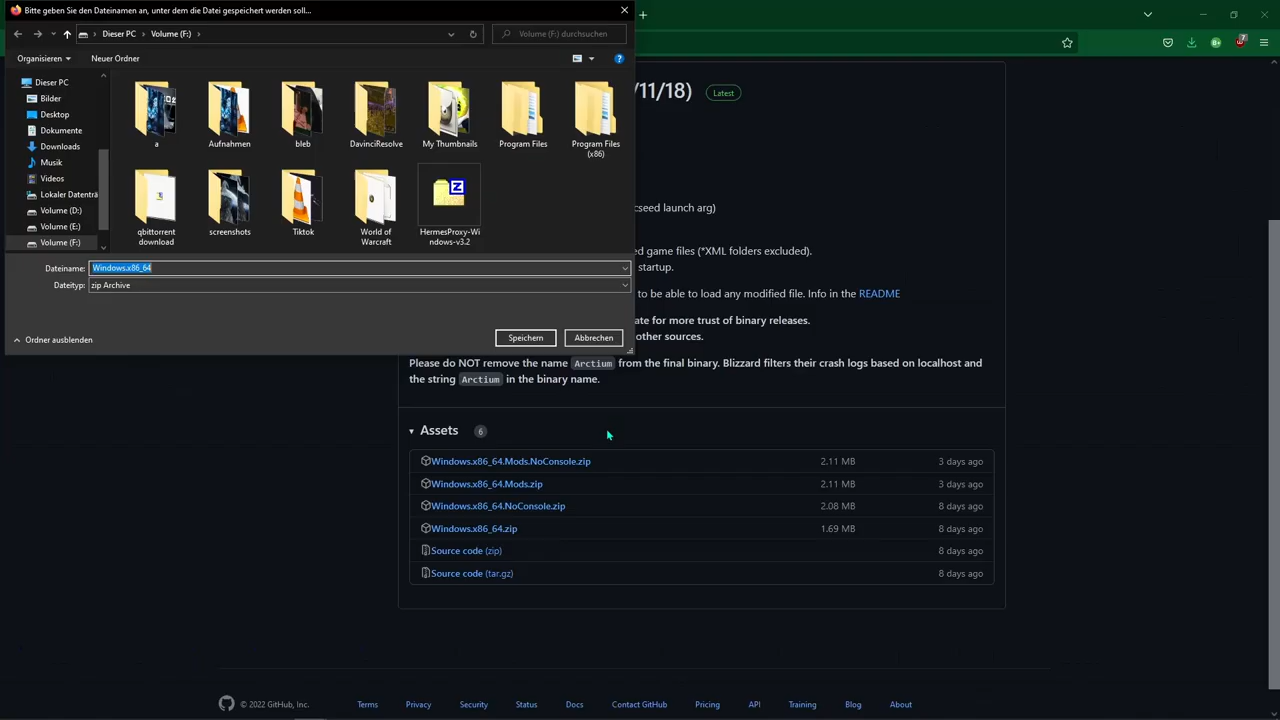 Bitte geben Sie den Dateinamen an, unter dem die Datei gespeichert werden soll...
Dieser PC
Volume (F:)
Volume (F:) durchsuchen
Organisieren
Neuer Ordner
Dieser PC
Bilder
Desktop
Dokumente
Downloads
Musik
Videos
Lokaler Datenträ
Volume (D:)
Volume (E:)
Volume (F:)
a
Aufnahmen
bleb
DavinciResolve
My Thumbnails
Program Files
Program Files
(x86)
qbittorrent
download
screenshots
Tiktok
World of
Warcraft
HermesProxy-Wi
ndows-v3.2
Dateiname:
Windows.x86_64
Dateityp:
zip Archive
Ordner ausblenden
Speichern
Abbrechen
/11/18)
Latest
cseed launch arg)
ed game files (*XML folders excluded).
startup.
to be able to load any modified file. Info in the README
ate for more trust of binary releases.
other sources.
Please do NOT remove the name Arctium from the final binary. Blizzard filters their crash logs based on localhost and
the string Arctium in the binary name.
Assets 6
Windows.x86_64.Mods.NoConsole.zip 2.11 MB 3 days ago
Windows.x86_64.Mods.zip 2.11 MB 3 days ago
Windows.x86_64.NoConsole.zip 2.08 MB 8 days ago
Windows.x86_64.zip 1.69 MB 8 days ago
Source code (zip) 8 days ago
Source code (tar.gz) 8 days ago
© 2022 GitHub, Inc. Terms Privacy Security Status Docs Contact GitHub Pricing API Training Blog About